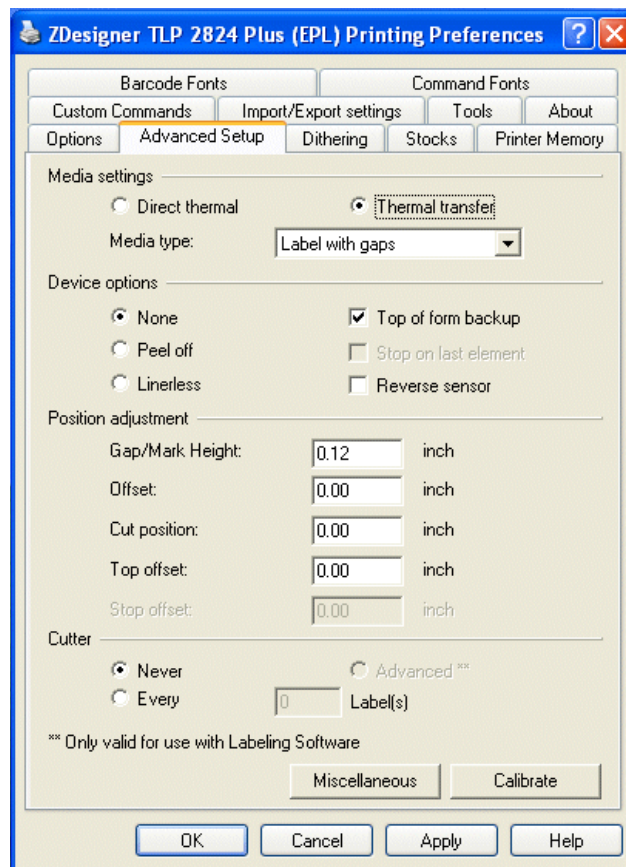 ZDesigner TLP 2824 Plus (EPL) Printing Preferences
Barcode Fonts Command Fonts
Custom Commands Import/Export settings Tools About
Options Advanced Setup Dithering Stocks Printer Memory
Media settings
Direct thermal Thermal transfer
Media type: Label with gaps
Device options
None Top of form backup
Peel off Stop on last element
Linerless Reverse sensor
Position adjustment
Gap/Mark Height: 0.12 inch
Offset: 0.00 inch
Cut position: 0.00 inch
Top offset: 0.00 inch
Stop offset: 0.00 inch
Cutter
Never Advanced **
Every 0 Label(s)
** Only valid for use with Labeling Software
Miscellaneous Calibrate
OK Cancel Apply Help